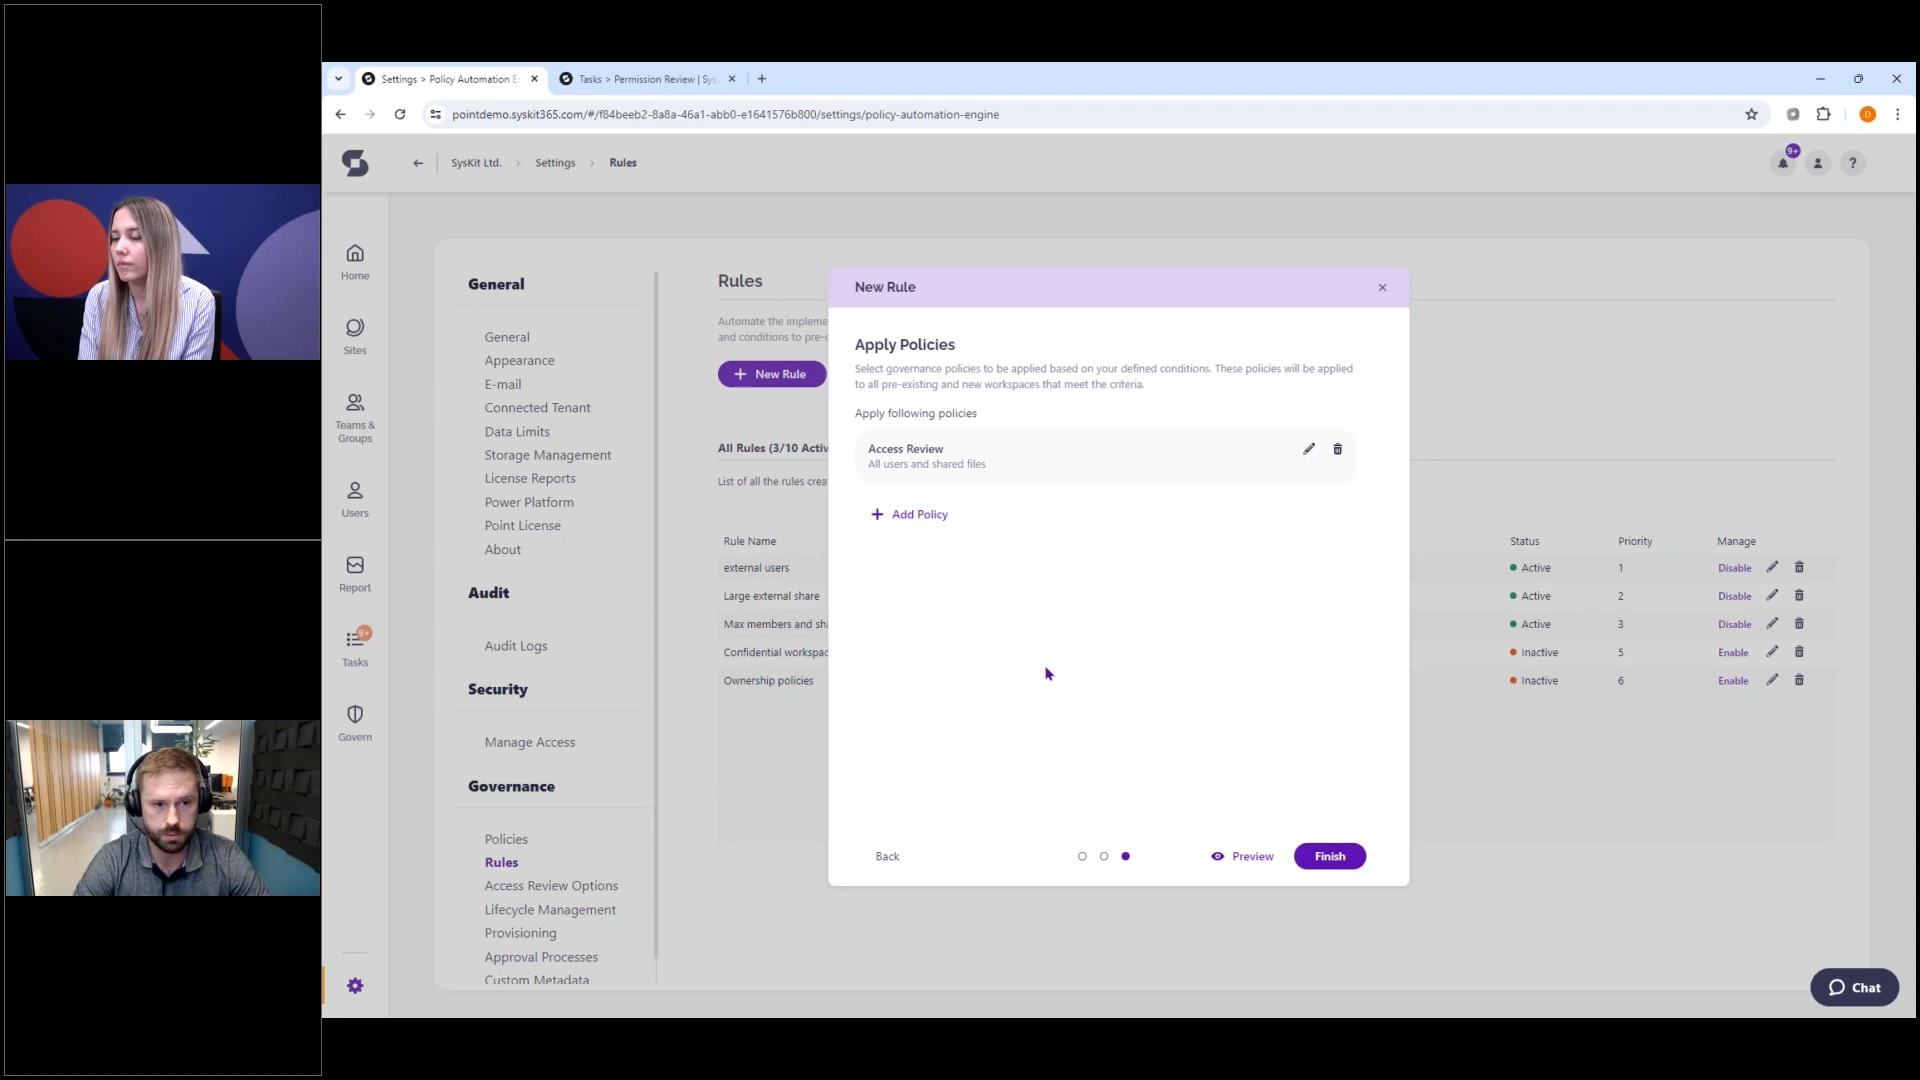 Settings > Policy Automation E
Tasks > Permission Review | Sys
pointdemo.syskit365.com/#/f84beeb2-8a8a-46a1-abb0-e1641576b800/settings/policy-automation-engine
D
SysKit Ltd. > Settings > Rules
9+
?
Home
Sites
Teams &
Groups
Users
Report
9+
Tasks
Govern
General
General
Appearance
E-mail
Connected Tenant
Data Limits
Storage Management
License Reports
Power Platform
Point License
About
Audit
Audit Logs
Security
Manage Access
Governance
Policies
Rules
Access Review Options
Lifecycle Management
Provisioning
Approval Processes
Custom Metadata
Rules
Automate the impleme
and conditions to pre-e
New Rule
All Rules (3/10 Activ
List of all the rules crea
Rule Name Status Priority Manage
external users Active 1 Disable
Large external share Active 2 Disable
Max members and sha Active 3 Disable
Confidential workspac Inactive 5 Enable
Ownership policies Inactive 6 Enable
New Rule
Apply Policies
Select governance policies to be applied based on your defined conditions. These policies will be applied
to all pre-existing and new workspaces that meet the criteria.
Apply following policies
Access Review
All users and shared files
Add Policy
Back Preview Finish
Chat